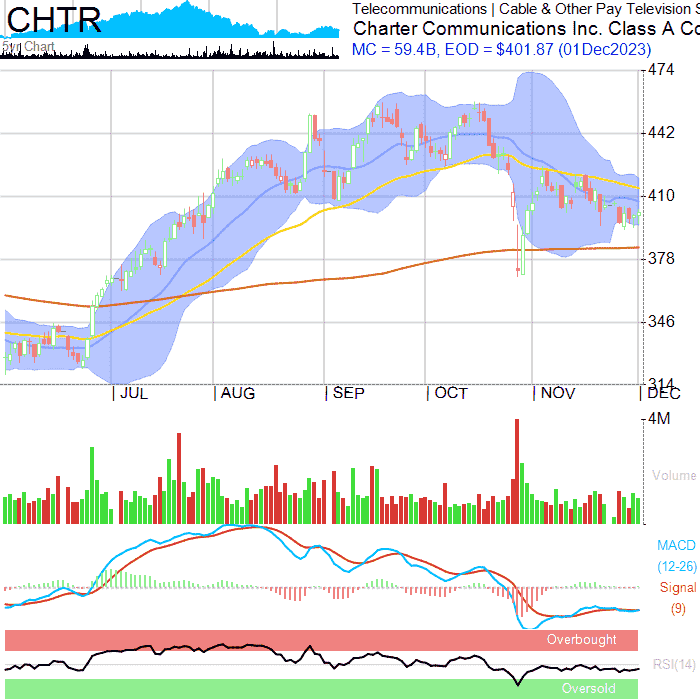 CHTR
5yr Chart
Telecommunications | Cable & Other Pay Television S
Charter Communications Inc. Class A Co
MC = 59.4B, EOD = $401.87 (01Dec2023)
474
442
410
378
346
314
JUL AUG SEP OCT NOV DEC
4M
Volume
MACD
(12-26)
Signal
(9)
Overbought
RSI(14)
Oversold